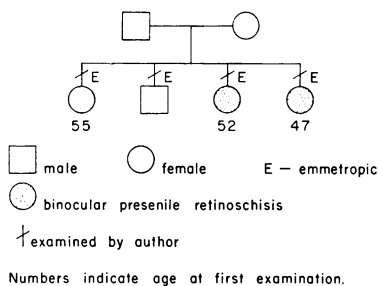 E E E E
55 52 47
male female E – emmetropic
binocular presenile retinoschisis
examined by author
Numbers indicate age at first examination.